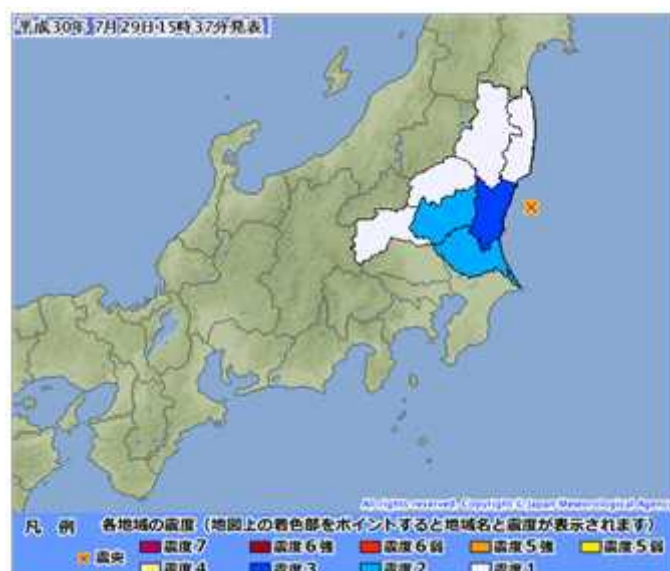 平成30年 7月29日15時37分発表
All rights reserved. Copyright © Japan Meteorological Agency
凡 例 各地域の震度（地図上の着色部をポイントすると地域名と震度が表示されます）
震央 震度7 震度6強 震度6弱 震度5強 震度5弱
震度4 震度3 震度2 震度1